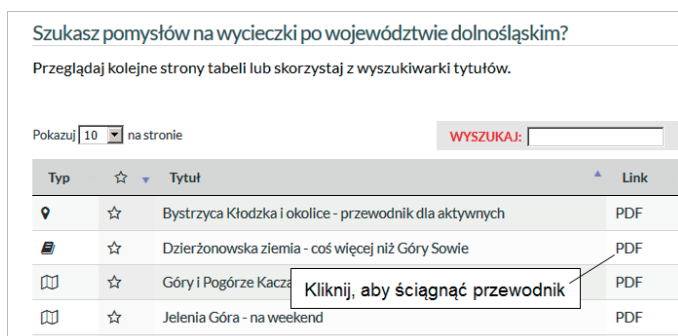 Szukasz pomysłów na wycieczki po województwie dolnośląskim?
Przeglądaj kolejne strony tabeli lub skorzystaj z wyszukiwarki tytułów.
Pokazuj 10 na stronie WYSZUKAJ:
Typ Tytuł Link
Bystrzyca Kłodzka i okolice - przewodnik dla aktywnych PDF
Dzierżonowska ziemia - coś więcej niż Góry Sowie PDF
Góry i Pogórze Kacza PDF
Kliknij, aby ściągnąć przewodnik
Jelenia Góra - na weekend PDF